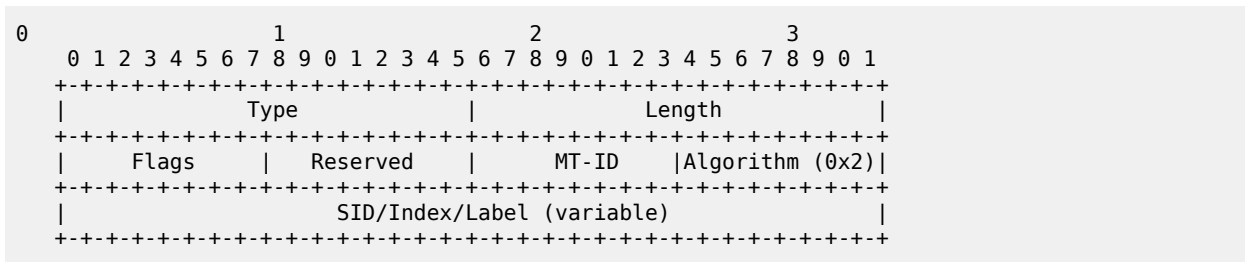 0                   1                   2                   3
    0 1 2 3 4 5 6 7 8 9 0 1 2 3 4 5 6 7 8 9 0 1 2 3 4 5 6 7 8 9 0 1
   +-+-+-+-+-+-+-+-+-+-+-+-+-+-+-+-+-+-+-+-+-+-+-+-+-+-+-+-+-+-+-+-+
   |              Type             |             Length            |
   +-+-+-+-+-+-+-+-+-+-+-+-+-+-+-+-+-+-+-+-+-+-+-+-+-+-+-+-+-+-+-+-+
   |     Flags     |   Reserved    |      MT-ID    |Algorithm (0x2)|
   +-+-+-+-+-+-+-+-+-+-+-+-+-+-+-+-+-+-+-+-+-+-+-+-+-+-+-+-+-+-+-+-+
   |                     SID/Index/Label (variable)                |
   +-+-+-+-+-+-+-+-+-+-+-+-+-+-+-+-+-+-+-+-+-+-+-+-+-+-+-+-+-+-+-+-+